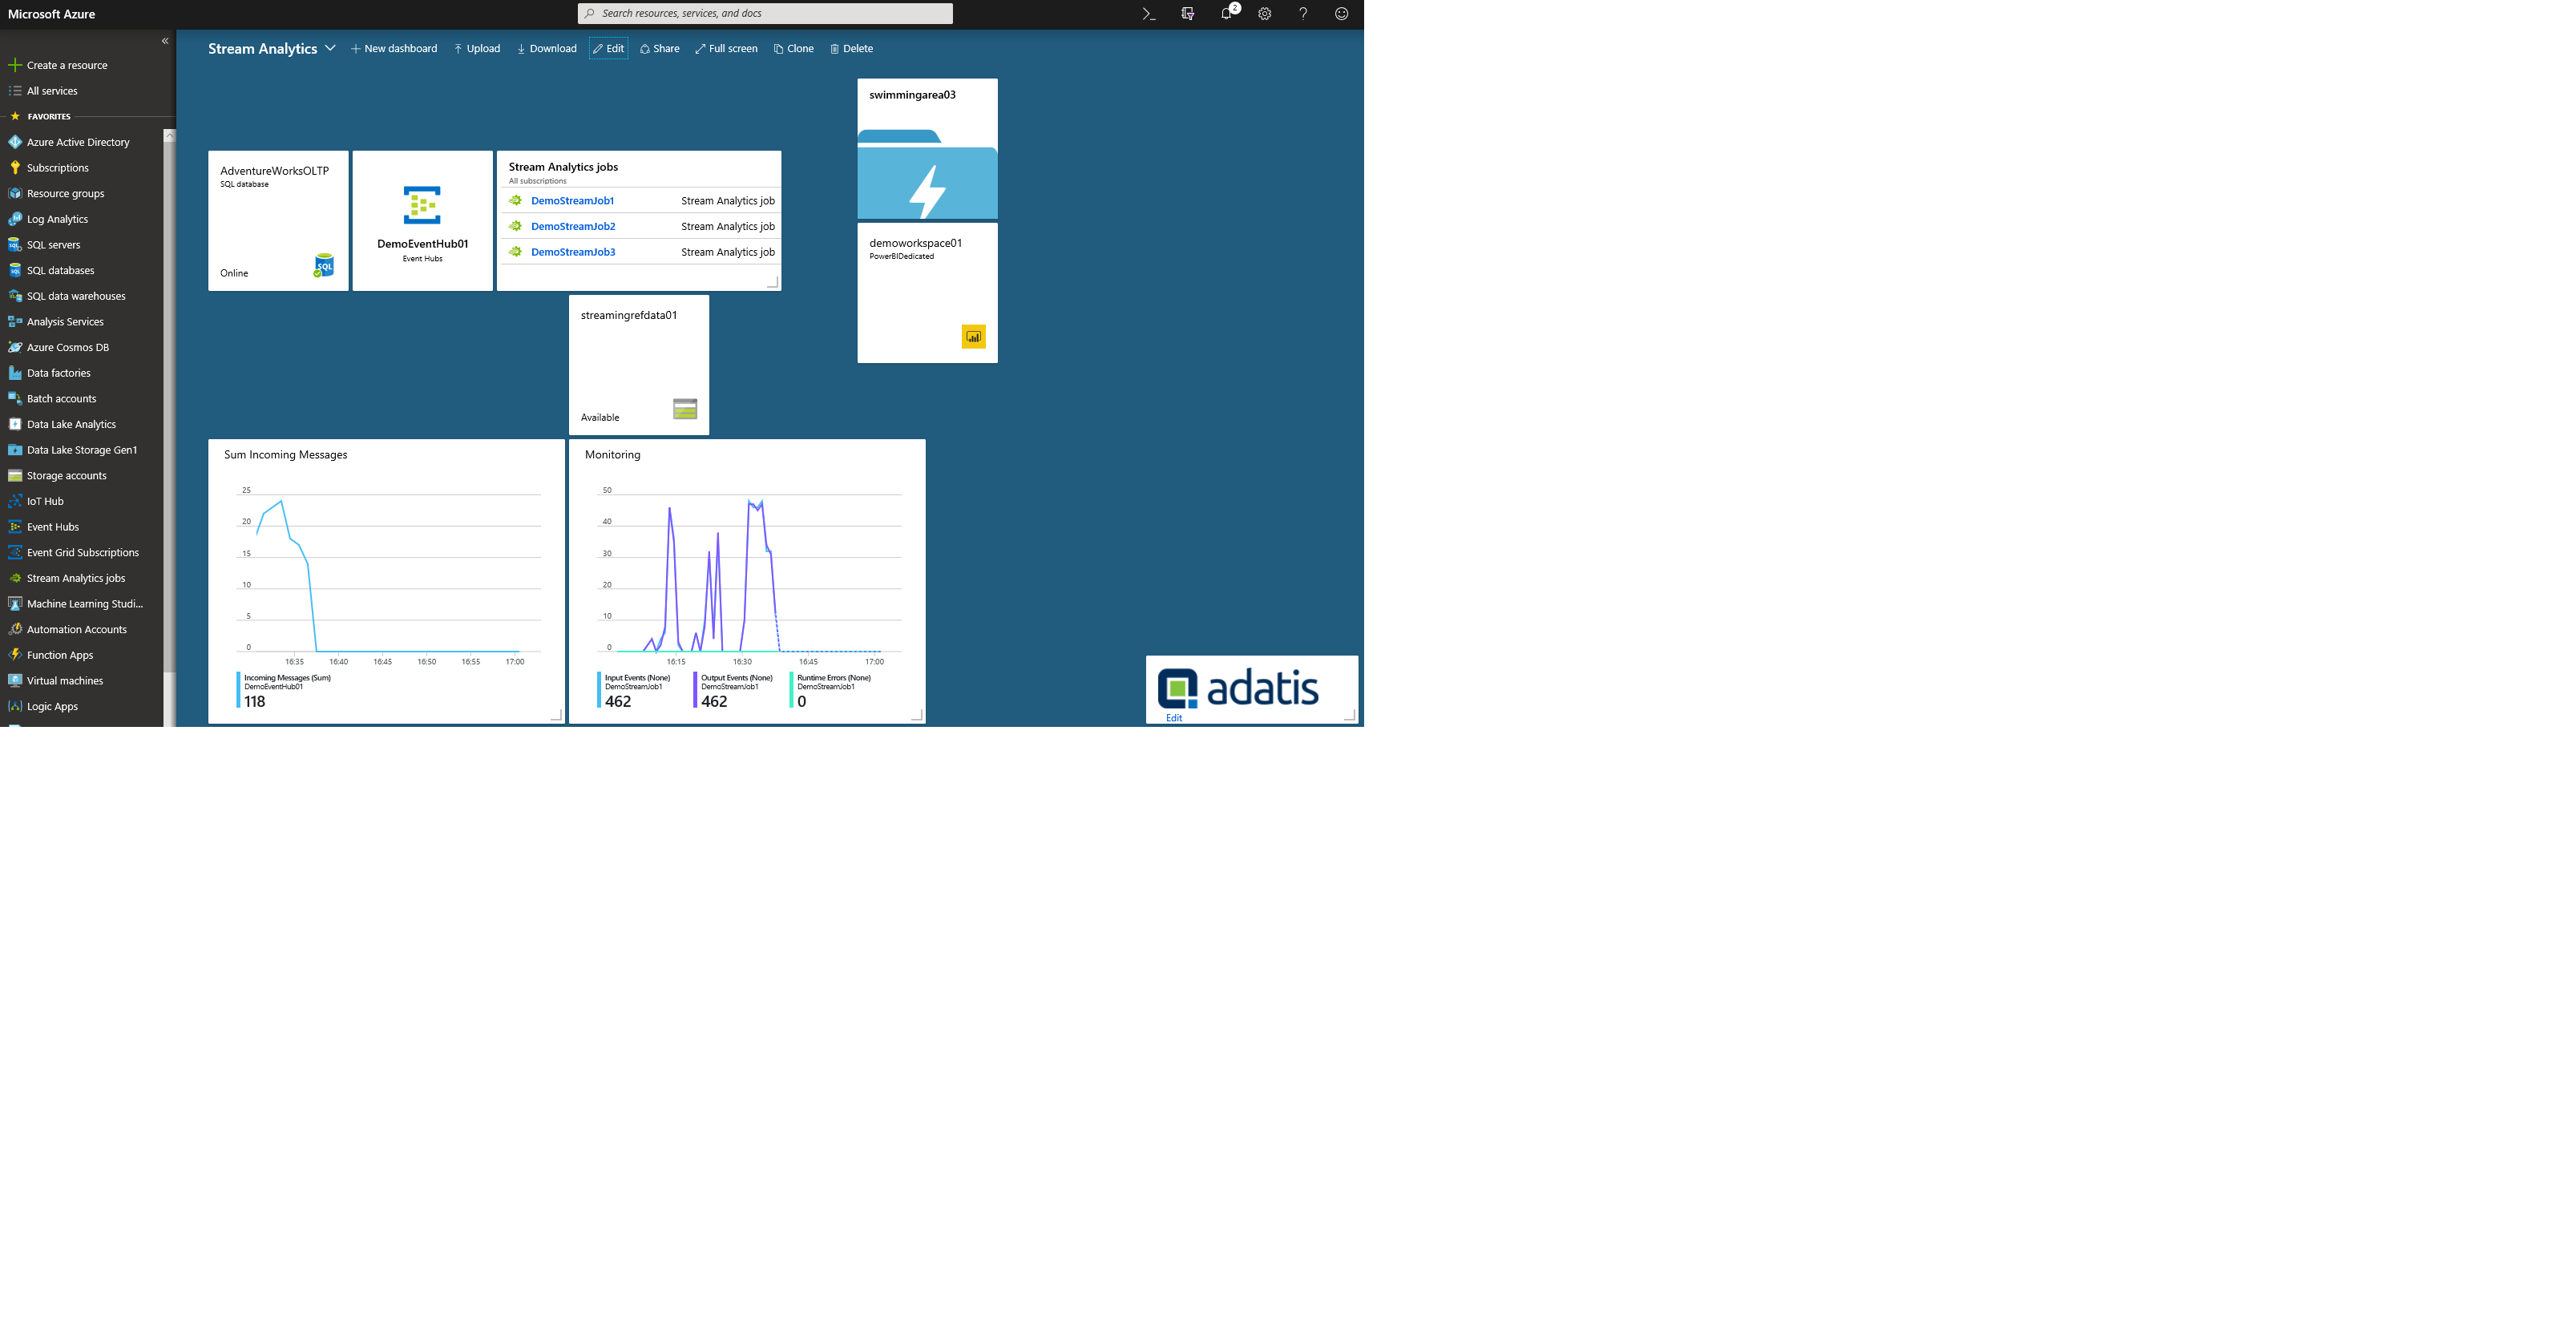 Microsoft Azure
Search resources, services, and docs
2
Stream Analytics
New dashboard
Upload
Download
Edit
Share
Full screen
Clone
Delete
Create a resource
All services
FAVORITES
Azure Active Directory
Subscriptions
Resource groups
Log Analytics
SQL servers
SQL databases
SQL data warehouses
Analysis Services
Azure Cosmos DB
Data factories
Batch accounts
Data Lake Analytics
Data Lake Storage Gen1
Storage accounts
IoT Hub
Event Hubs
Event Grid Subscriptions
Stream Analytics jobs
Machine Learning Studi...
Automation Accounts
Function Apps
Virtual machines
Logic Apps
AdventureWorksOLTP
SQL database
Online
SQL
DemoEventHub01
Event Hubs
Stream Analytics jobs
All subscriptions
DemoStreamJob1 Stream Analytics job
DemoStreamJob2 Stream Analytics job
DemoStreamJob3 Stream Analytics job
swimmingarea03
demoworkspace01
PowerBIDedicated
streamingrefdata01
Available
Sum Incoming Messages
25
20
15
10
5
0
16:35 16:40 16:45 16:50 16:55 17:00
Incoming Messages (Sum)
DemoEventHub01
118
Monitoring
50
40
30
20
10
0
16:15 16:30 16:45 17:00
Input Events (None)
DemoStreamJob1
462
Output Events (None)
DemoStreamJob1
462
Runtime Errors (None)
DemoStreamJob1
0
adatis
Edit